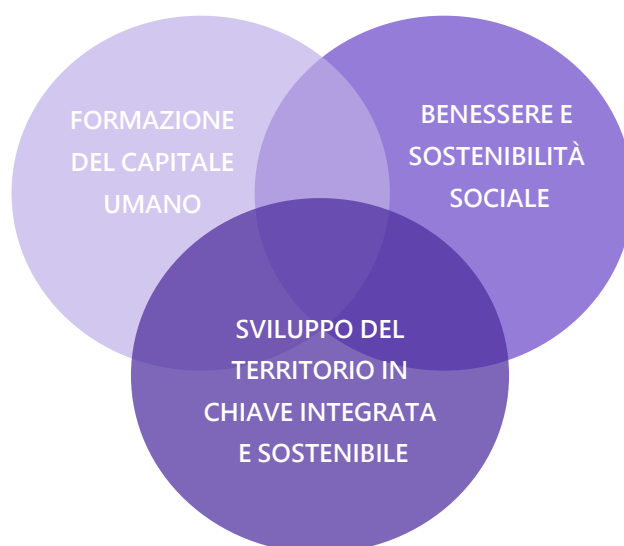 FORMAZIONE
DEL CAPITALE
UMANO
BENESSERE E
SOSTENIBILITÀ
SOCIALE
SVILUPPO DEL
TERRITORIO IN
CHIAVE INTEGRATA
E SOSTENIBILE